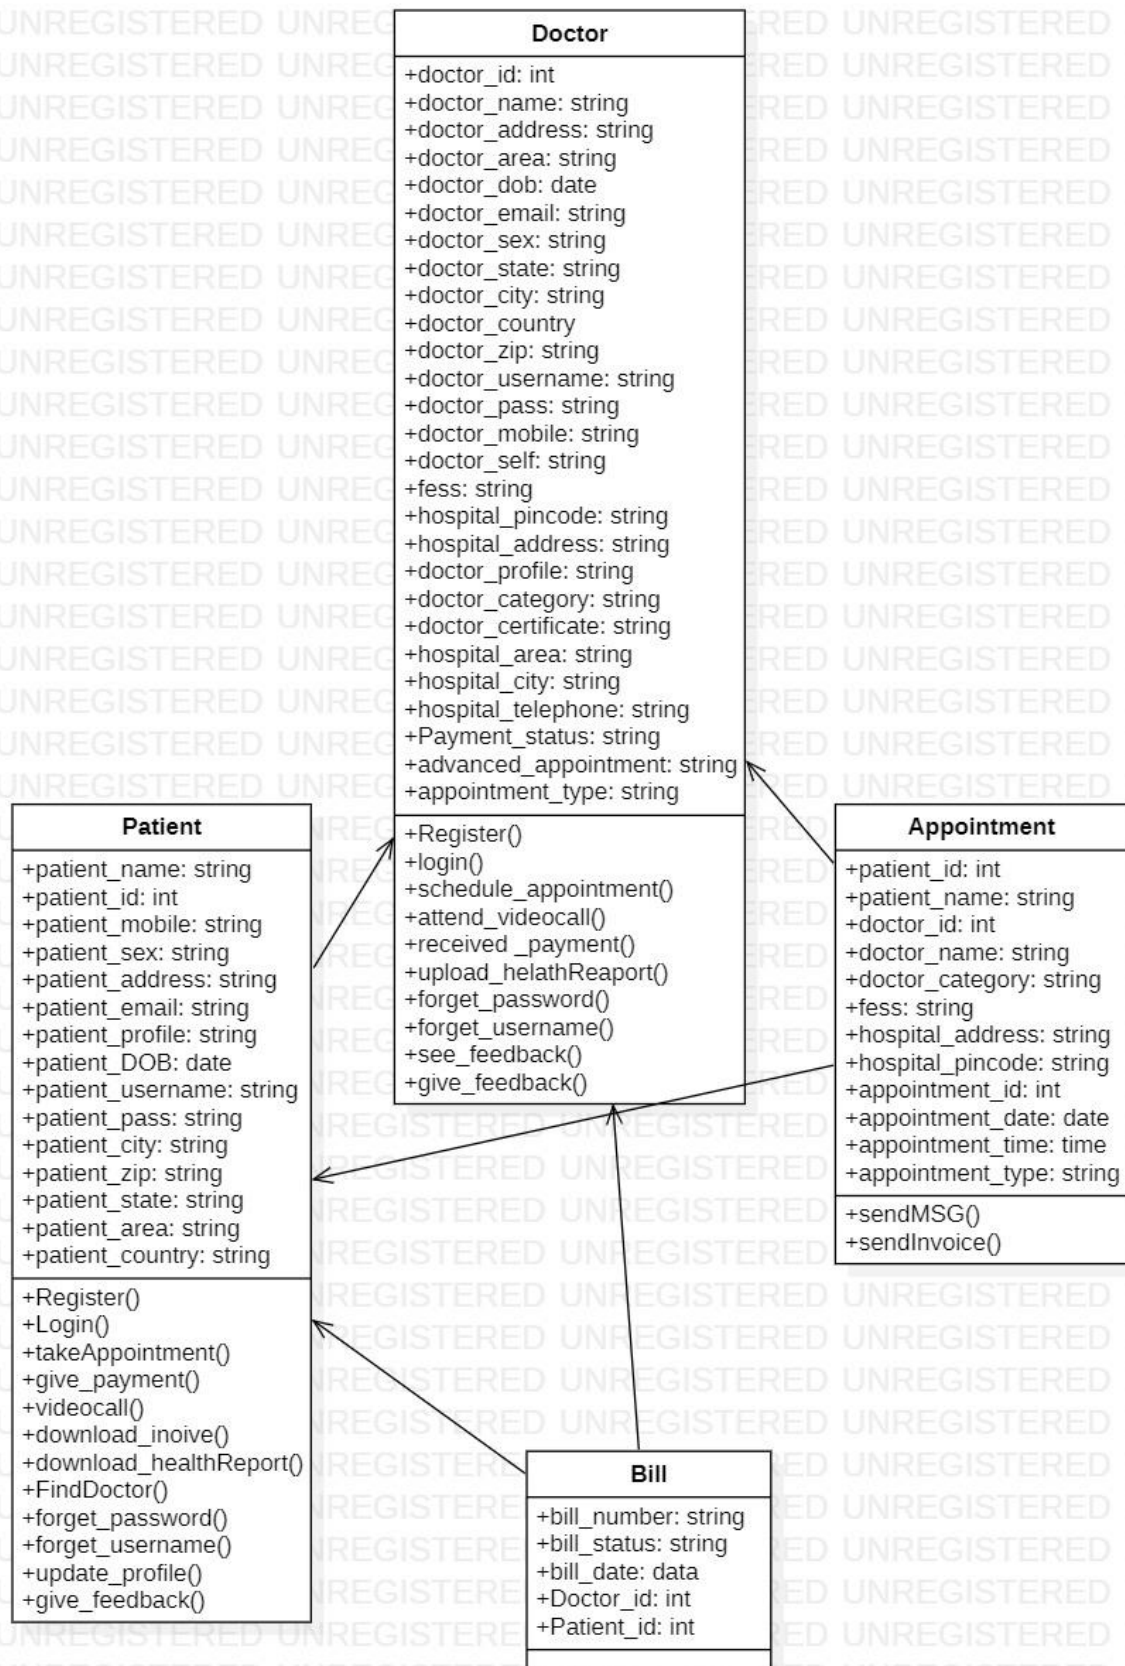 Doctor
+doctor_id: int
+doctor_name: string
+doctor_address: string
+doctor_area: string
+doctor_dob: date
+doctor_email: string
+doctor_sex: string
+doctor_state: string
+doctor_city: string
+doctor_country
+doctor_zip: string
+doctor_username: string
+doctor_pass: string
+doctor_mobile: string
+doctor_self: string
+fess: string
+hospital_pincode: string
+hospital_address: string
+doctor_profile: string
+doctor_category: string
+doctor_certificate: string
+hospital_area: string
+hospital_city: string
+hospital_telephone: string
+Payment_status: string
+advanced_appointment: string
+appointment_type: string
+Register()
+login()
+schedule_appointment()
+attend_videocall()
+received _payment()
+upload_helathReaport()
+forget_password()
+forget_username()
+see_feedback()
+give_feedback()
Patient
+patient_name: string
+patient_id: int
+patient_mobile: string
+patient_sex: string
+patient_address: string
+patient_email: string
+patient_profile: string
+patient_DOB: date
+patient_username: string
+patient_pass: string
+patient_city: string
+patient_zip: string
+patient_state: string
+patient_area: string
+patient_country: string
+Register()
+Login()
+takeAppointment()
+give_payment()
+videocall()
+download_inoive()
+download_healthReport()
+FindDoctor()
+forget_password()
+forget_username()
+update_profile()
+give_feedback()
Appointment
+patient_id: int
+patient_name: string
+doctor_id: int
+doctor_name: string
+doctor_category: string
+fess: string
+hospital_address: string
+hospital_pincode: string
+appointment_id: int
+appointment_date: date
+appointment_time: time
+appointment_type: string
+sendMSG()
+sendInvoice()
Bill
+bill_number: string
+bill_status: string
+bill_date: data
+Doctor_id: int
+Patient_id: int
UNREGISTERED